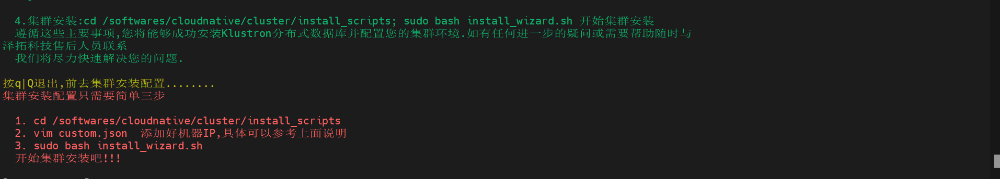 4.集群安装:cd /softwares/cloudnative/cluster/install_scripts; sudo bash install_wizard.sh 开始集群安装
遵循这些主要事项,您将能够成功安装Klustron分布式数据库并配置您的集群环境.如有任何进一步的疑问或需要帮助随时与
泽拓科技售后人员联系
我们将尽力快速解决您的问题.
按q|Q退出,前去集群安装配置........
集群安装配置只需要简单三步
1. cd /softwares/cloudnative/cluster/install_scripts
2. vim custom.json  添加好机器IP,具体可以参考上面说明
3. sudo bash install_wizard.sh
开始集群安装吧!!!